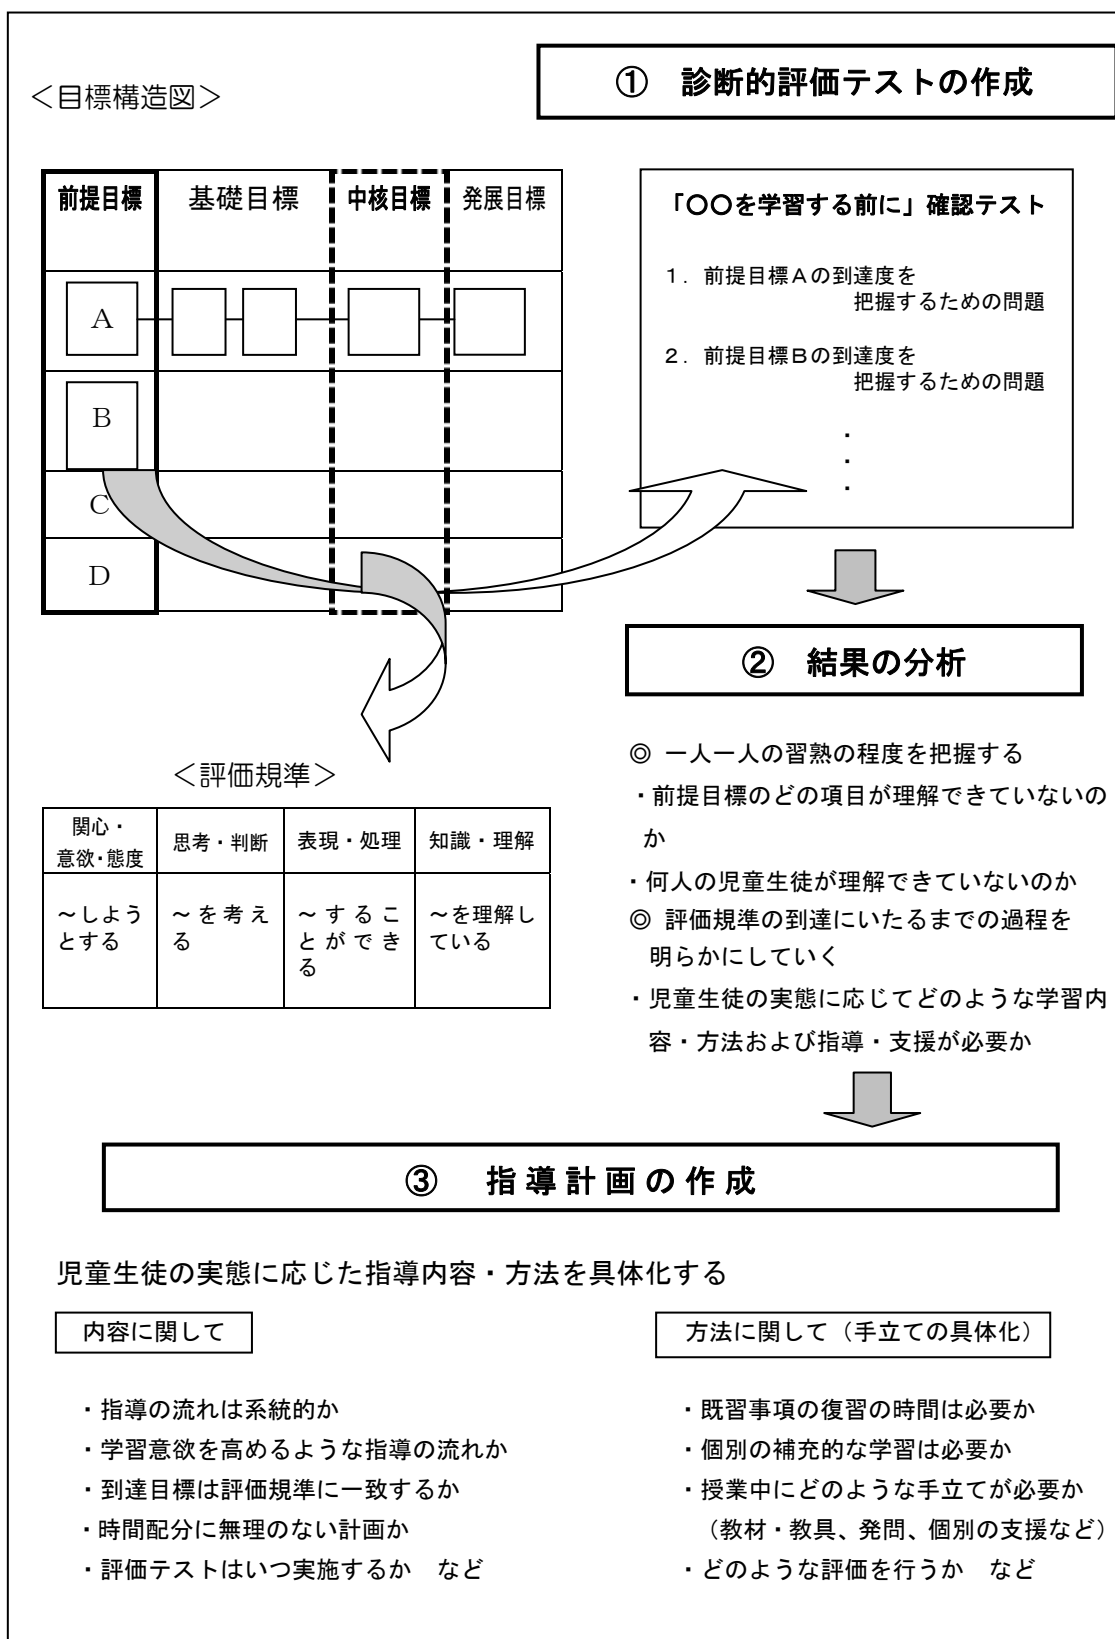 ＜目標構造図＞
① 診断的評価テストの作成
前提目標 基礎目標 中核目標 発展目標
A
B
C
D
「〇〇を学習する前に」確認テスト
１．前提目標Ａの到達度を
把握するための問題
２．前提目標Ｂの到達度を
把握するための問題
・
・
・
② 結果の分析
◎ 一人一人の習熟の程度を把握する
・前提目標のどの項目が理解できていないの
か
・何人の児童生徒が理解できていないのか
◎ 評価規準の到達にいたるまでの過程を
明らかにしていく
・児童生徒の実態に応じてどのような学習内
容・方法および指導・支援が必要か
＜評価規準＞
関心・
意欲・態度
思考・判断
表現・処理
知識・理解
～しよう
とする
～を考え
る
～するこ
とができ
る
～を理解し
ている
③ 指導計画の作成
児童生徒の実態に応じた指導内容・方法を具体化する
内容に関して
・指導の流れは系統的か
・学習意欲を高めるような指導の流れか
・到達目標は評価規準に一致するか
・時間配分に無理のない計画か
・評価テストはいつ実施するか など
方法に関して（手立ての具体化）
・既習事項の復習の時間は必要か
・個別の補充的な学習は必要か
・授業中にどのような手立てが必要か
（教材・教具、発問、個別の支援など）
・どのような評価を行うか など